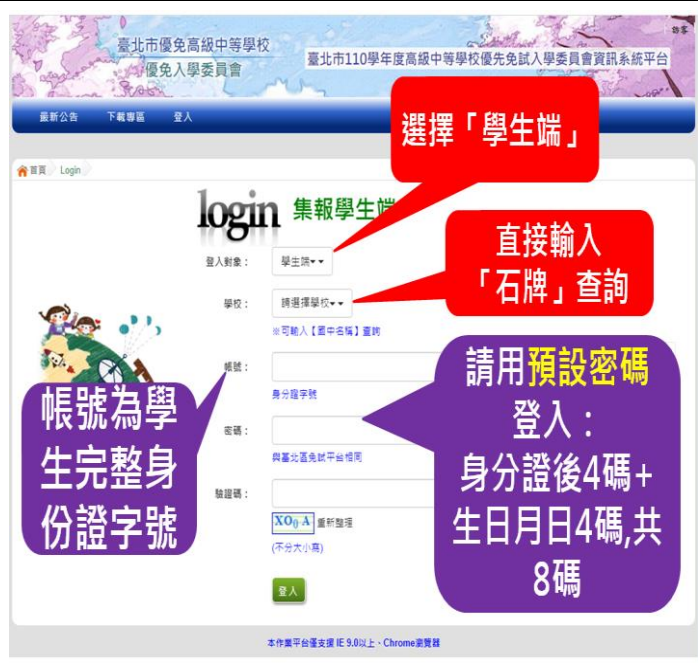 臺北市優免高級中等學校
優免入學委員會
臺北市110學年度高級中等學校優先免試入學委員會資訊系統平台
訪客
最新公告 下載專區 登入
選擇「學生端」
首頁 Login
login 集報學生端
登入對象： 學生端
直接輸入
「石牌」查詢
學校： 請選擇學校
※可輸入【國中名稱】查詢
帳號：
身分證字號
帳號為學
生完整身
份證字號
請用預設密碼
登入：
身分證後4碼+
生日月日4碼,共
8碼
密碼：
與基北區免試平台相同
驗證碼：
XO0A 重新整理
(不分大小寫)
登入
本作業平台僅支援 IE 9.0以上、Chrome瀏覽器